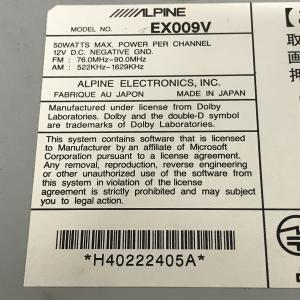 ALPINE
MODEL NO. EX009V
50WATTS MAX. POWER PER CHANNEL
12V D.C. NEGATIVE GND.
FM : 76.0MHz~90.0MHz
AM : 522KHz-1629KHz
ALPINE ELECTRONICS, INC.
FABRIQUE AU JAPON MADE IN JAPAN
Manufactured under license from Dolby
Laboratories. Dolby and the double-D symbol
are trademarks of Dolby Laboratories.
This system contains software that is licensed
to Manufacturer by an affiliate of Microsoft
Corporation pursuant to a license agreement.
Any removal, reproduction, reverse engineering
or other unauthorized use of the software from
this system in violation of the license
agreement is strictly prohibited and may subject
you to legal action.
*H40222405A*
取
画
押